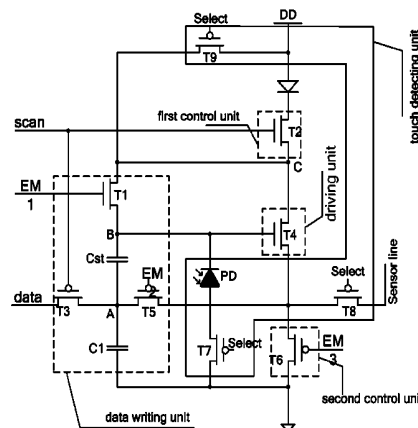 Select
DD
T9
scan
first control unit
T2
C
touch detecting unit
EM
1
T1
driving unit
B
T4
Cst
EM
2
PD
Select
Sensor line
data
T3
A
T5
T8
C1
T7
Select
T6
EM
3
second control unit
data writing unit